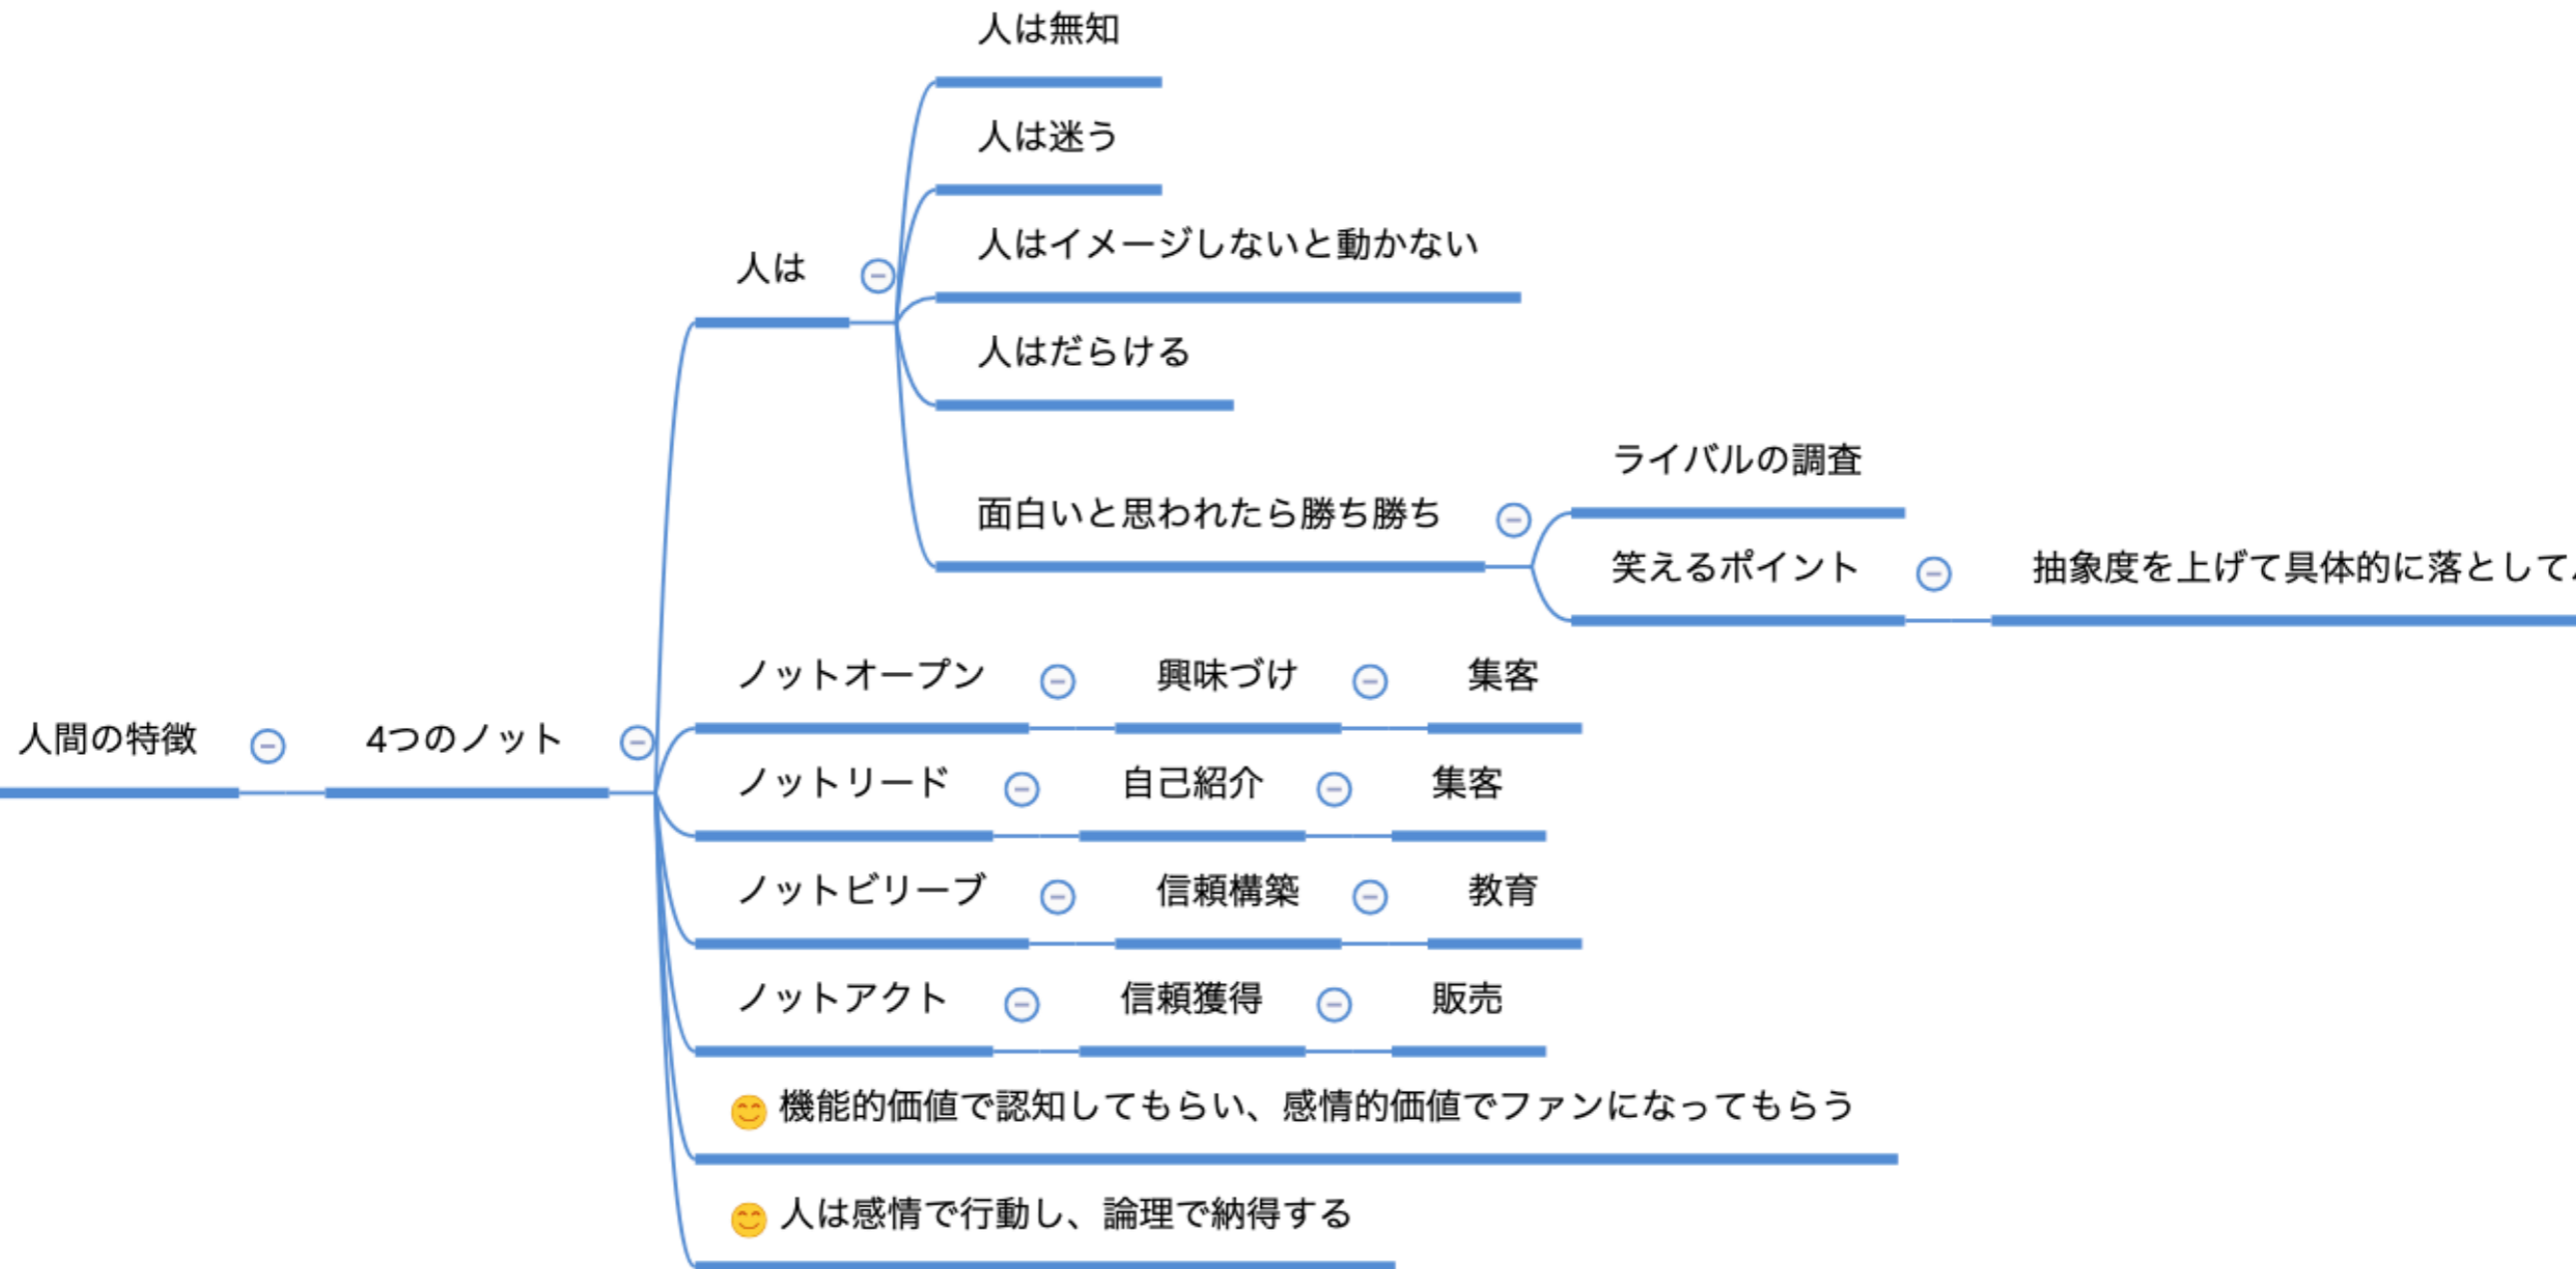 人は無知
人は迷う
人はイメージしないと動かない
人は
人はだらける
ライバルの調査
面白いと思われたら勝ち勝ち
笑えるポイント
抽象度を上げて具体的に落として
ノットオープン 興味づけ 集客
人間の特徴 4つのノット
ノットリード 自己紹介 集客
ノットビリーブ 信頼構築 教育
ノットアクト 信頼獲得 販売
😊 機能的価値で認知してもらい、感情的価値でファンになってもらう
😊 人は感情で行動し、論理で納得する